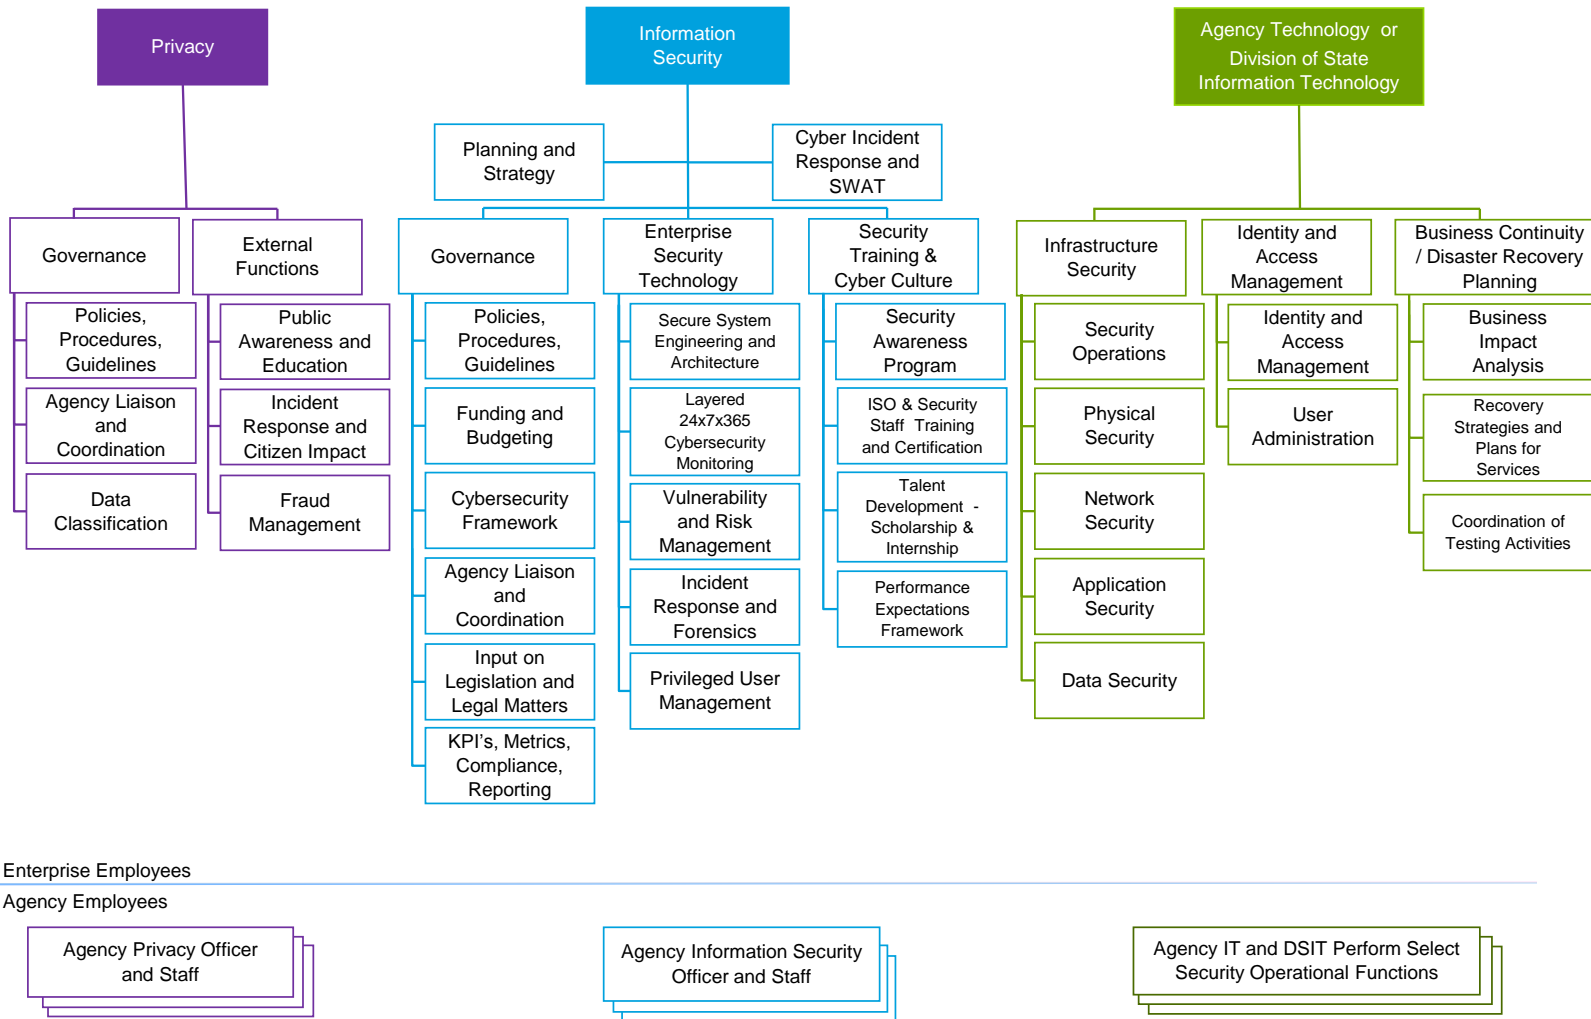 Privacy
Information
Security
Agency Technology or
Division of State
Information Technology
Planning and
Strategy
Cyber Incident
Response and
SWAT
Governance
External
Functions
Governance
Enterprise
Security
Technology
Security
Training &
Cyber Culture
Infrastructure
Security
Identity and
Access
Management
Business Continuity
/ Disaster Recovery
Planning
Policies,
Procedures,
Guidelines
Agency Liaison
and
Coordination
Data
Classification
Public
Awareness and
Education
Incident
Response and
Citizen Impact
Fraud
Management
Policies,
Procedures,
Guidelines
Funding and
Budgeting
Cybersecurity
Framework
Agency Liaison
and
Coordination
Input on
Legislation and
Legal Matters
KPI's, Metrics,
Compliance,
Reporting
Secure System
Engineering and
Architecture
Layered
24x7x365
Cybersecurity
Monitoring
Vulnerability
and Risk
Management
Incident
Response and
Forensics
Privileged User
Management
Security
Awareness
Program
ISO & Security
Staff Training
and Certification
Talent
Development -
Scholarship &
Internship
Performance
Expectations
Framework
Security
Operations
Physical
Security
Network
Security
Application
Security
Data Security
Identity and
Access
Management
User
Administration
Business
Impact
Analysis
Recovery
Strategies and
Plans for
Services
Coordination of
Testing Activities
Enterprise Employees
Agency Employees
Agency Privacy Officer
and Staff
Agency Information Security
Officer and Staff
Agency IT and DSIT Perform Select
Security Operational Functions